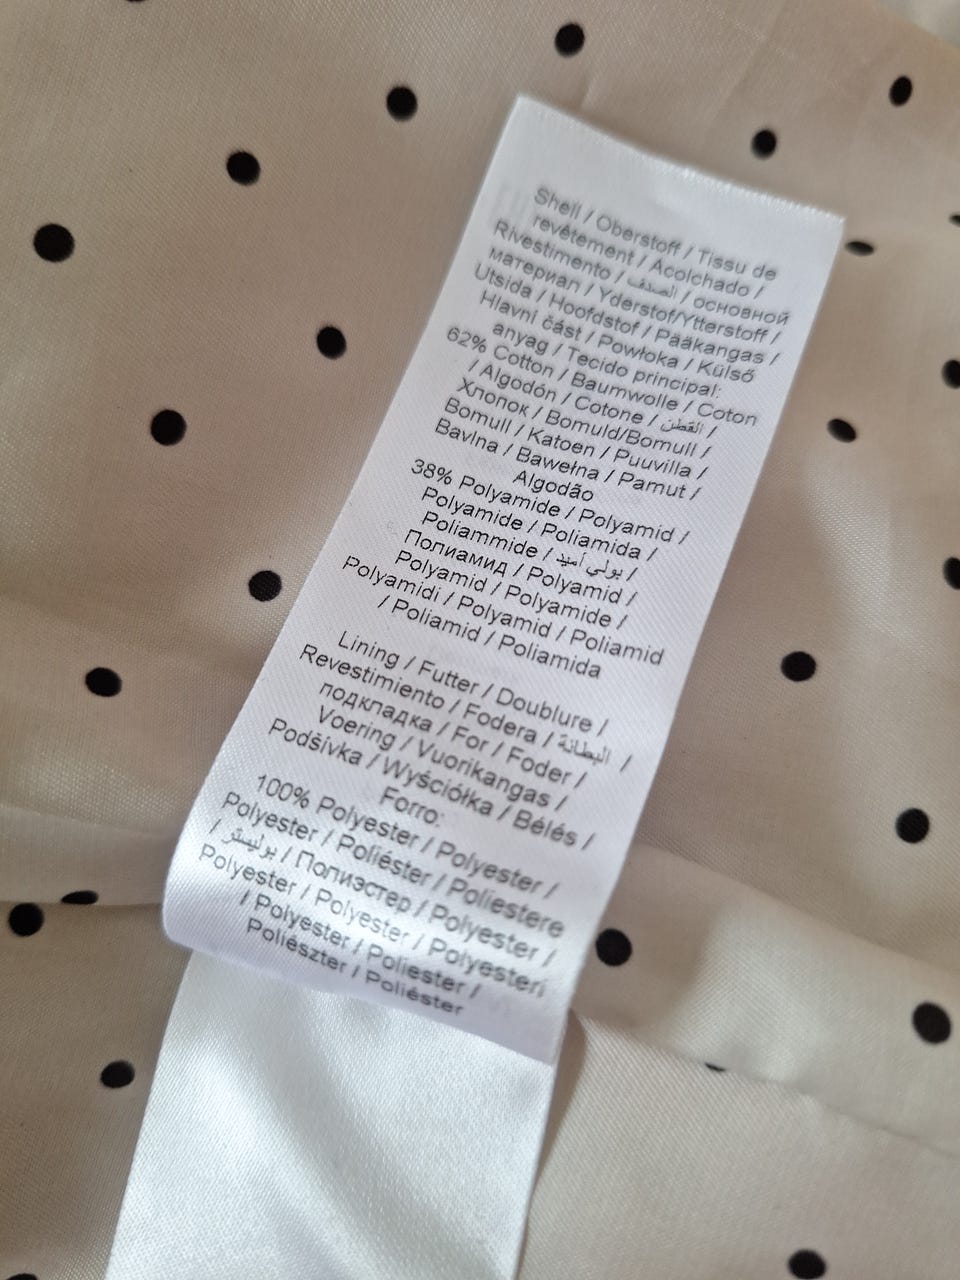 Shell / Oberstoff / Tissu de
revêtement / Acolchado /
Rivestimento / الصدف / основной
материал / Yderstof/Ytterstoff /
Utsida / Hoofdstof / Pääkangas /
Hlavní část / Powłoka / Külső
anyag / Tecido principal:
62% Cotton / Baumwolle / Coton
/ Algodón / Cotone / القطن /
Хлопок / Bomuld/Bomull /
Bomull / Katoen / Puuvilla /
Bavlna / Bawełna / Pamut /
Algodão
38% Polyamide / Polyamid /
Polyamide / Poliamida /
Poliammide / بولي أميد /
Полиамид / Polyamid /
Polyamid / Polyamide /
Polyamidi / Polyamid / Poliamid
/ Poliamid / Poliamida
Lining / Futter / Doublure /
Revestimiento / Fodera / البطانة /
подкладка / For / Foder /
Voering / Vuorikangas /
Podšívka / Wyściółka / Bélés /
Forro:
100% Polyester / Polyester /
Polyester / Poliéster / Poliestere
/ بوليستر / Полиэстер / Polyester /
Polyester / Polyester / Polyesteri
/ Polyester / Poliester /
Poliészter / Poliéster